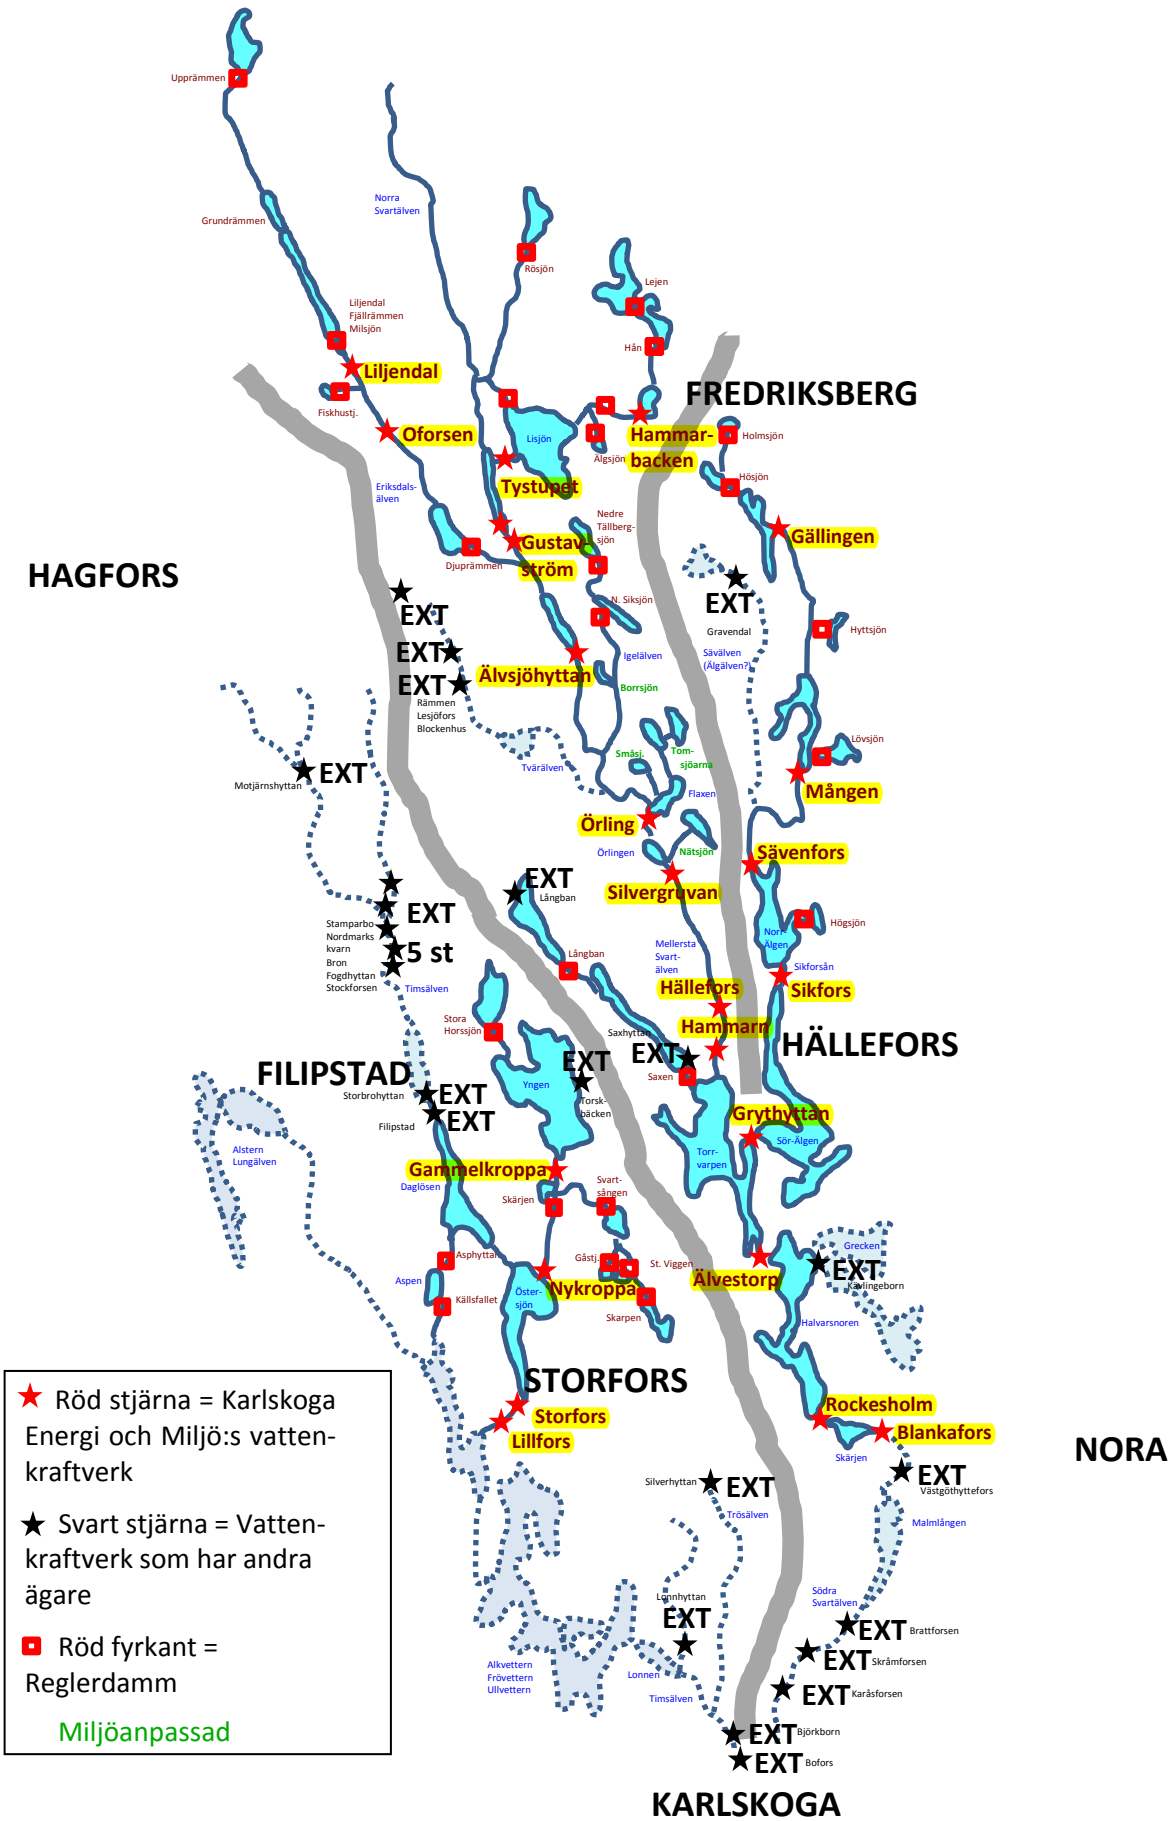 Upprämmen
Norra
Svartälven
Grundrämmen
Rösjön
Lejen
Liljendal
Fjällrämmen
Milsjön
Hån
Liljendal
FREDRIKSBERG
Fiskhustj.
Oforsen
Lisjön
Älgsjön
Hammar-
backen
Holmsjön
Hösjön
Tystupet
Eriksdals-
älven
Nedre
Tällberg-
sjön
Gällingen
Gustav-
ström
Djuprämmen
HAGFORS
EXT
N. Siksjön
EXT
Gravendal
Hyttsjön
EXT
Igelälven
Sävälven
(Älgälven?)
EXT
Älvsjöhyttan
Borrsjön
Rämmen
Lesjöfors
Blockenhus
Lövsjön
Småsj.
Tom-
sjöarna
Tvärälven
EXT
Motjärnshyttan
Flaxen
Mången
Örling
Örlingen
Nätsjön
Sävenfors
EXT
Långban
Silvergruvan
EXT
5 st
Stamparbo
Nordmarks
kvarn
Bron
Fogdhyttan
Stockforsen
Timsälven
Högsjön
Norr-
Älgen
Mellersta
Svart-
älven
Långban
Sikforsån
Sikfors
Hällefors
Stora
Horssjön
Saxhyttan
Hammarn
HÄLLEFORS
EXT
EXT
Saxen
FILIPSTAD
Storbrohyttan
EXT
Yngen
Torsk-
bäcken
Filipstad
EXT
Grythyttan
Sör-Älgen
Alstern
Lungälven
Torr-
varpen
Gammelkroppa
Daglösen
Skärjen
Svart-
sången
Asphyttan
Gåstj.
St. Viggen
Grecken
EXT
Kävlingeborn
Älvestorp
Aspen
Källsfallet
Öster-
sjön
Nykroppa
Skarpen
Halvarsnoren
STORFORS
Storfors
Lillfors
Rockesholm
Blankafors
Skärjen
NORA
EXT
Västgöthyttefors
Silverhyttan
EXT
Trösälven
Malmlången
Lonnhyttan
EXT
Södra
Svartälven
EXT
Brattforsen
EXT
Skråmforsen
Alkvettern
Frövettern
Ullvettern
Lonnen
Timsälven
EXT
Karåsforsen
EXT
Björkborn
EXT
Bofors
KARLSKOGA
Röd stjärna = Karlskoga
Energi och Miljö:s vatten-
kraftverk
Svart stjärna = Vatten-
kraftverk som har andra
ägare
Röd fyrkant =
Reglerdamm
Miljöanpassad